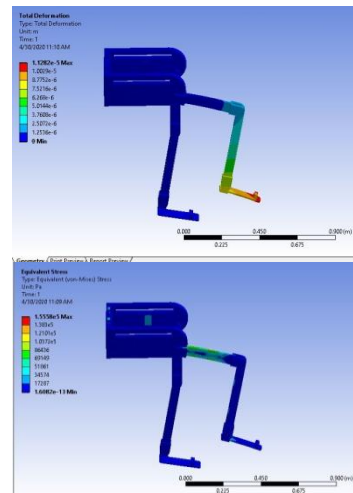 Total Deformation
Type: Total Deformation
Unit: m
Time: 1
4/10/2020 11:10 AM
1.1282e-5 Max
1.0029e-5
8.7752e-6
7.5216e-6
6.268e-6
5.0144e-6
3.7608e-6
2.5072e-6
1.2536e-6
0 Min
0.000
0.450
0.900 (m)
0.225
0.675
Geometry
Print Preview
Report Preview
Equivalent Stress
Type: Equivalent (von-Mises) Stress
Unit: Pa
Time: 1
4/10/2020 11:09 AM
1.5558e5 Max
1.383e5
1.2101e5
1.0372e5
86436
69149
51861
34574
17287
1.6082e-13 Min
0.000
0.450
0.900 (m)
0.225
0.675